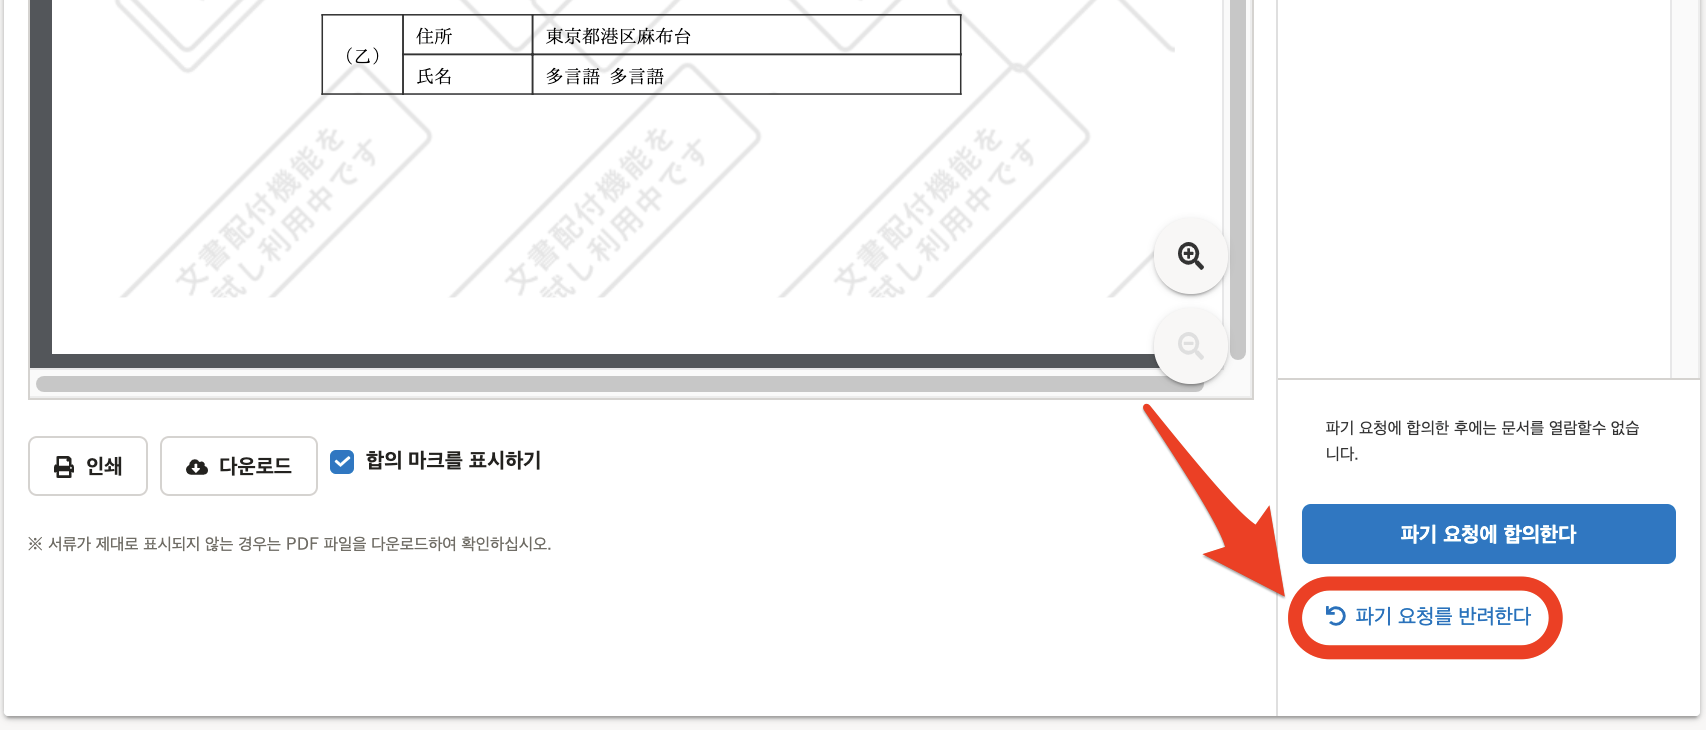 （乙）
住所
東京都港区麻布台
氏名
多言語 多言語
文書配付機能を
試し利用中です
文書配付機能を
試し利用中です
文書配付機能を
試し利用中です
인쇄
다운로드
합의 마크를 표시하기
※ 서류가 제대로 표시되지 않는 경우는 PDF 파일을 다운로드하여 확인하십시오.
파기 요청에 합의한 후에는 문서를 열람할수 없습
니다.
파기 요청에 합의한다
파기 요청를 반려한다